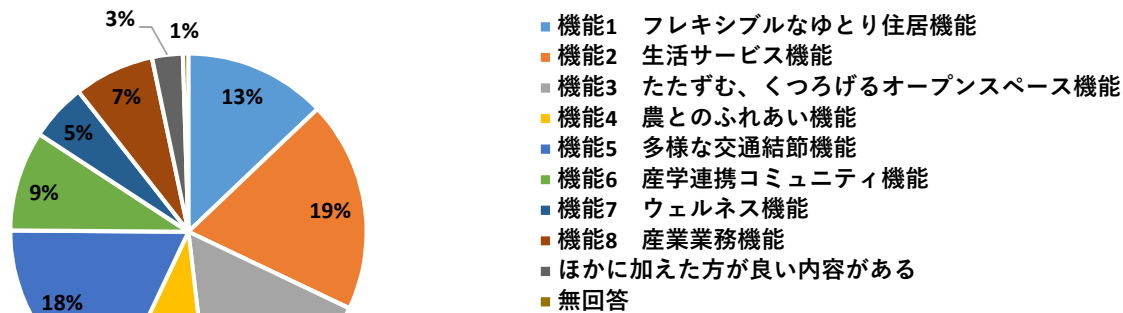 3%
1%
7%
13%
5%
9%
19%
18%
機能1　フレキシブルなゆとり住居機能
機能2　生活サービス機能
機能3　たたずむ、くつろげるオープンスペース機能
機能4　農とのふれあい機能
機能5　多様な交通結節機能
機能6　産学連携コミュニティ機能
機能7　ウェルネス機能
機能8　産業業務機能
ほかに加えた方が良い内容がある
無回答